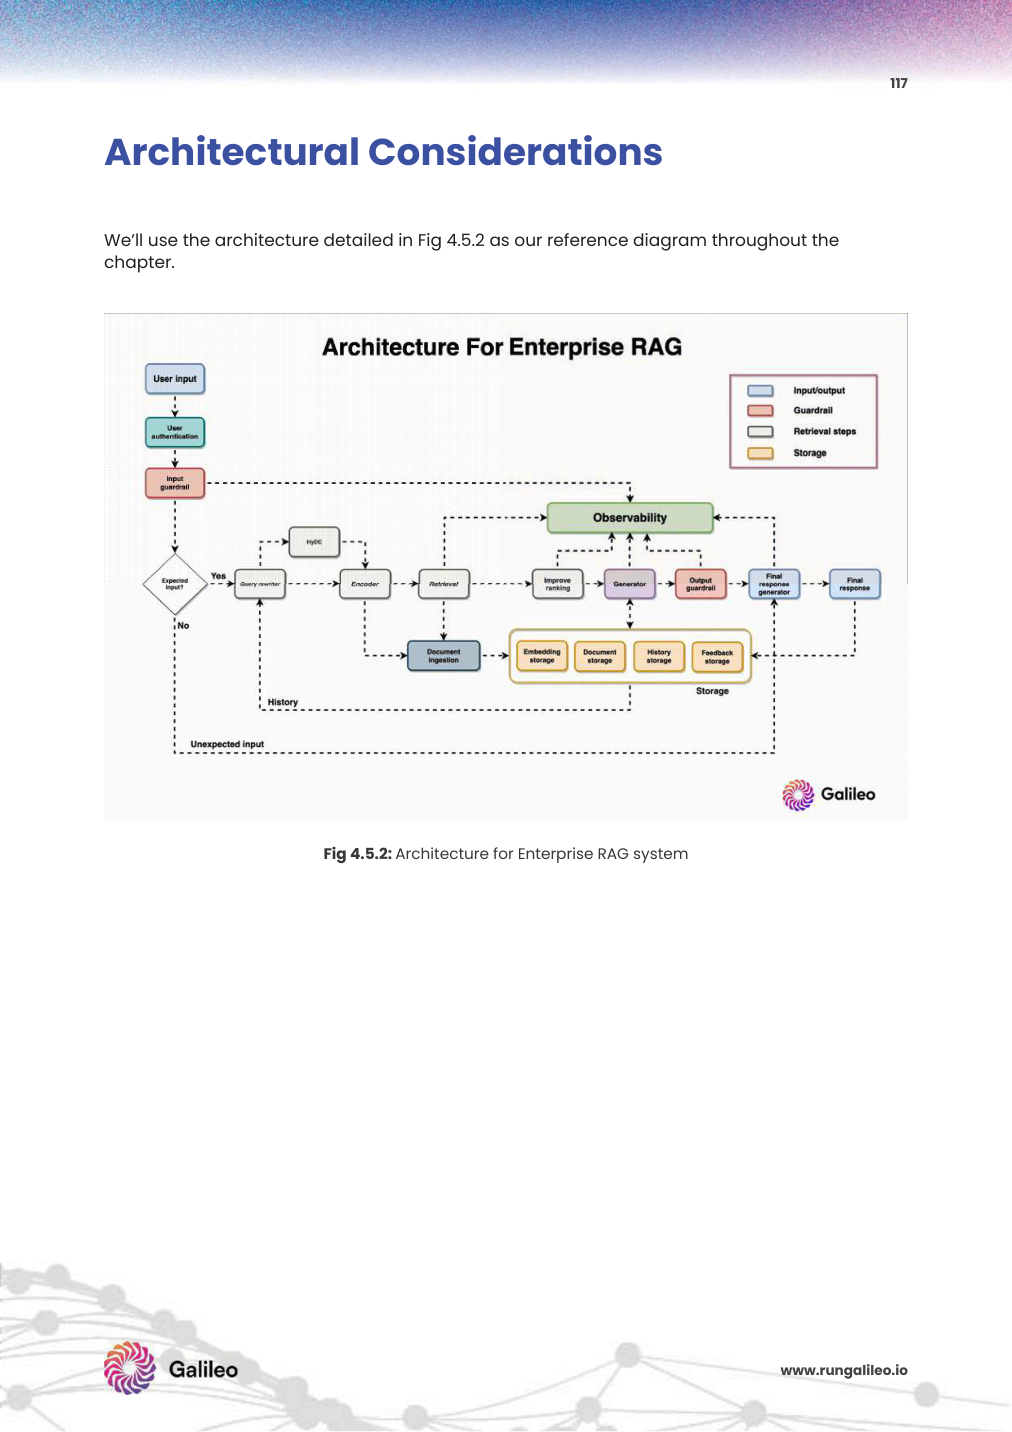 117
Architectural Considerations
We'll use the architecture detailed in Fig 4.5.2 as our reference diagram throughout the
chapter.
Architecture For Enterprise RAG
User input
User
authentication
Input
guardrail
Input/output
Guardrail
Retrieval steps
Storage
Observability
HyDE
Expected
input?
Yes
No
Query rewriter
Encoder
Retrieval
Improve
ranking
Generator
Output
guardrail
Final
response
generator
Final
response
Document
ingestion
Embedding
storage
Document
storage
History
storage
Feedback
storage
Storage
History
Unexpected input
Galileo
Fig 4.5.2: Architecture for Enterprise RAG system
Galileo
www.rungalileo.io